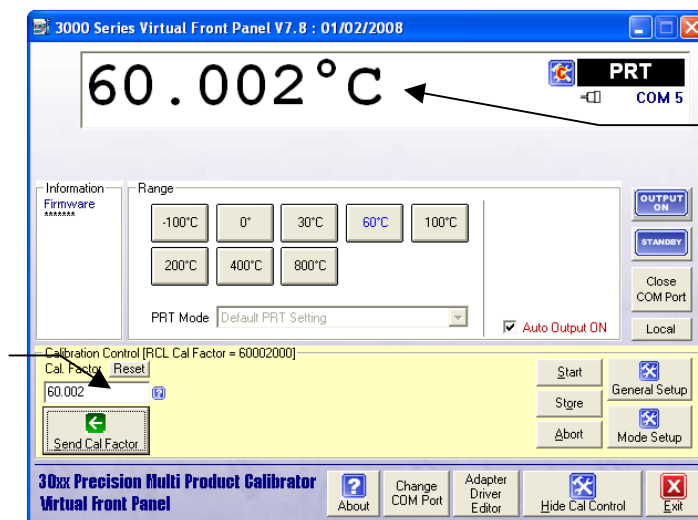 3000 Series Virtual Front Panel V7.8 : 01/02/2008
60.002°C
PRT
COM 5
Information
Firmware
*******
Range
-100°C 0° 30°C 60°C 100°C
200°C 400°C 800°C
PRT Mode Default PRT Setting
Auto Output ON
OUTPUT
ON
STANDBY
Close
COM Port
Local
Calibration Control [RCL Cal Factor = 60002000]
Cal. Factor Reset
60.002
Send Cal Factor
Start
Store
Abort
General Setup
Mode Setup
30xx Precision Multi Product Calibrator
Virtual Front Panel
About
Change
COM Port
Adapter
Driver
Editor
Hide Cal Control
Exit